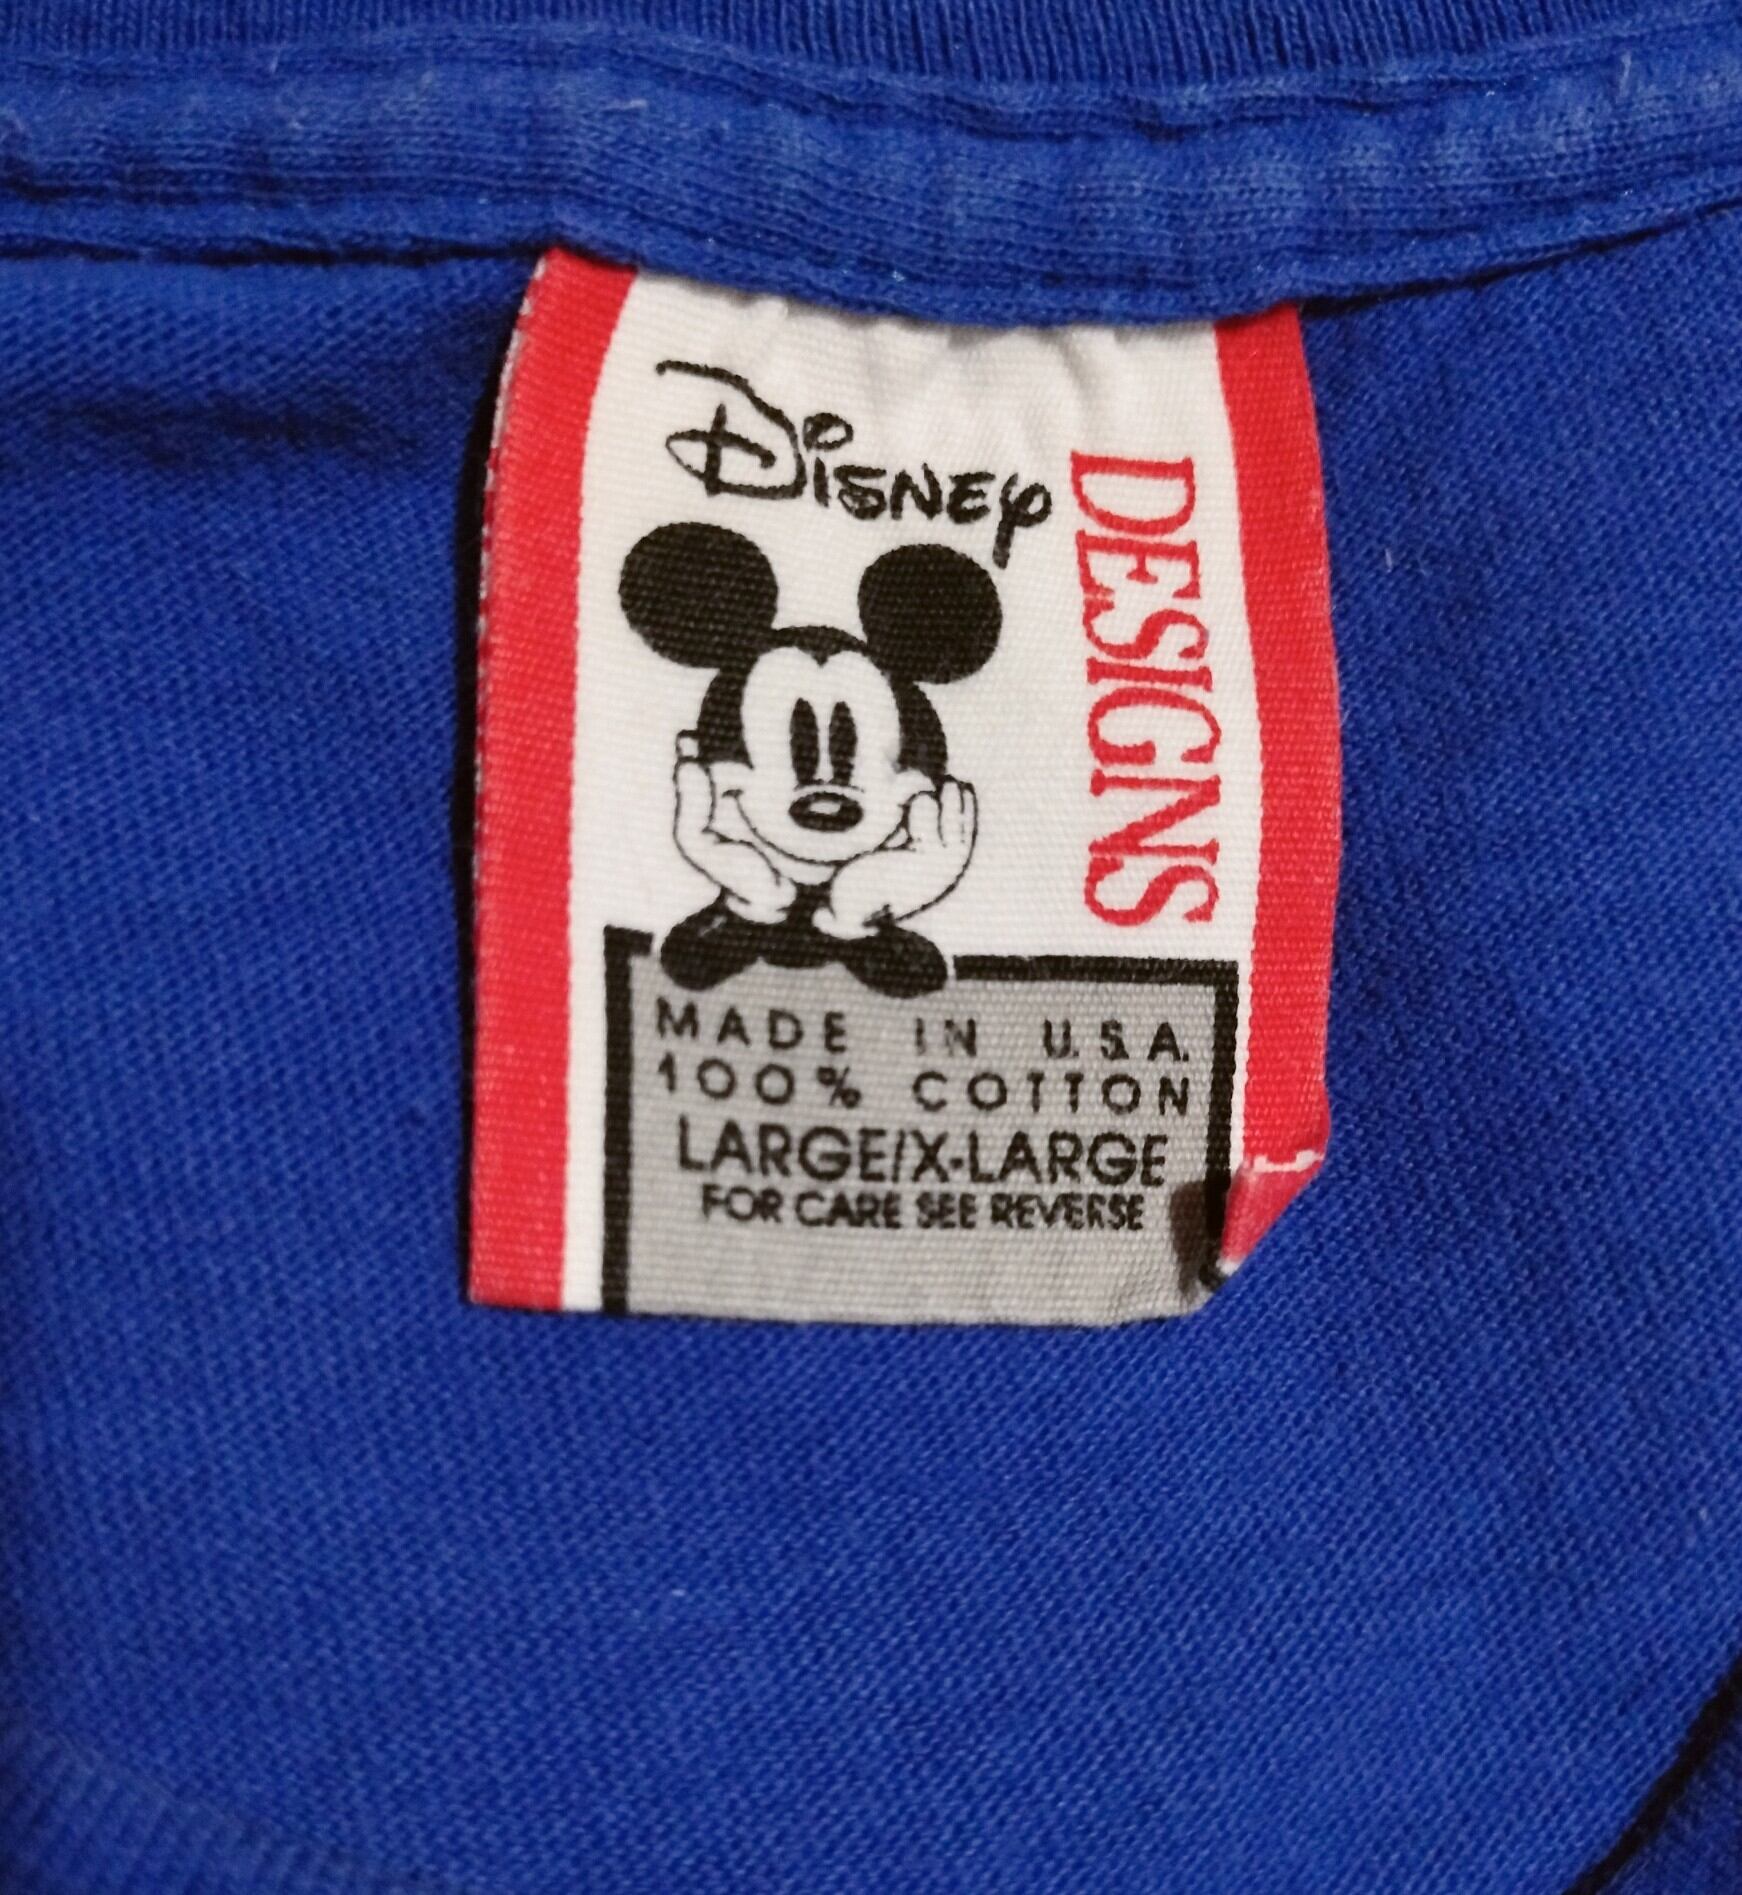 Disney
DESIGNS
MADE IN U.S.A.
100% COTTON
LARGE/X-LARGE
FOR CARE SEE REVERSE